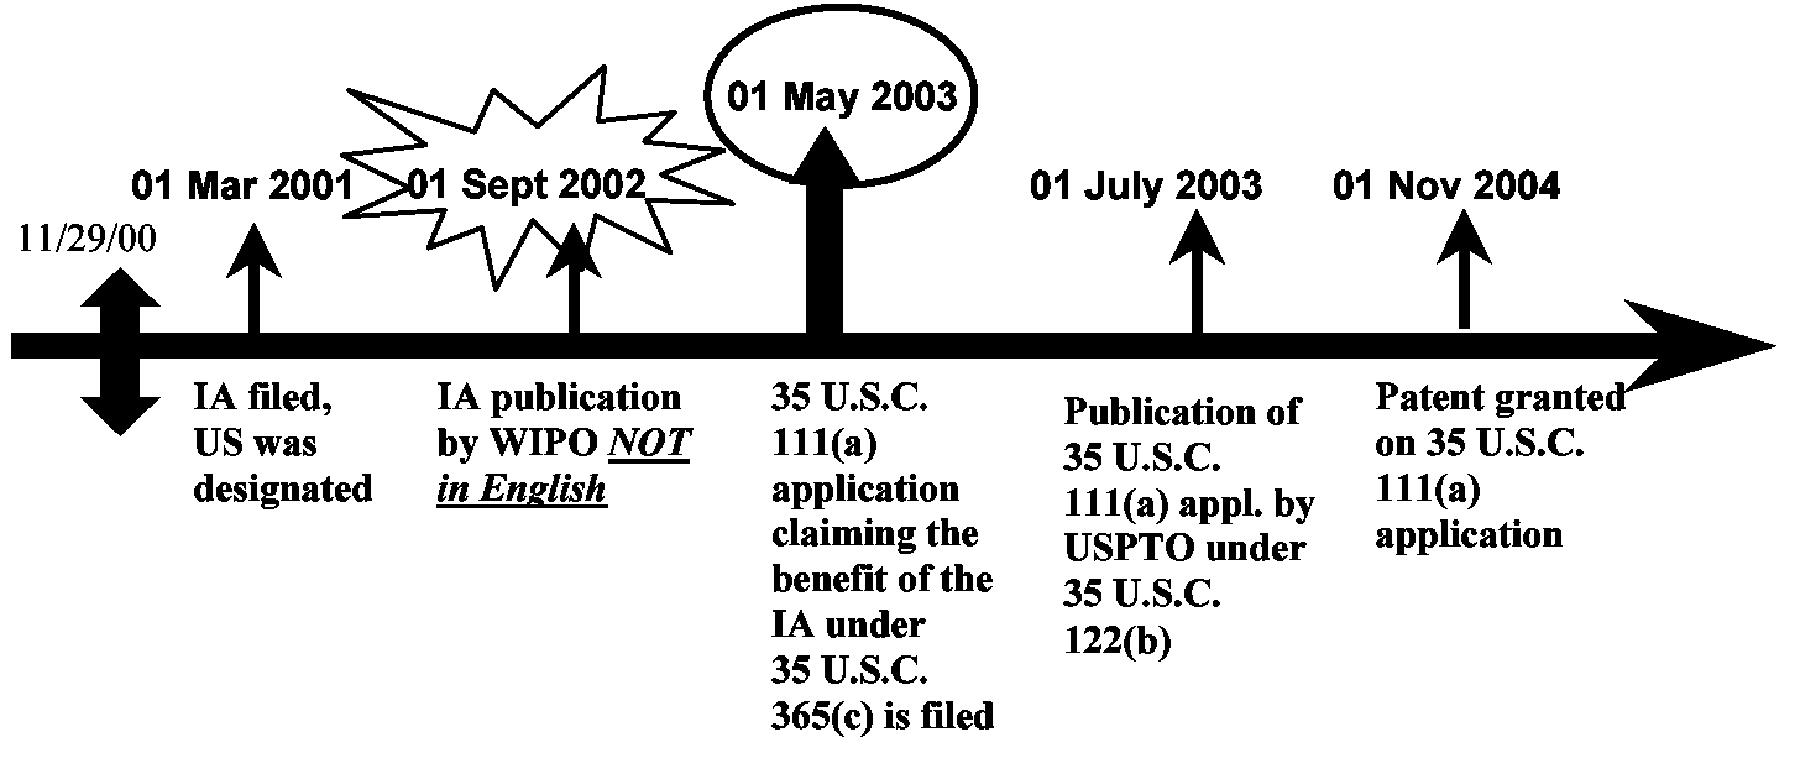 01 May 2003
01 Mar 2001
01 Sept 2002
01 July 2003
01 Nov 2004
11/29/00
IA filed,
US was
designated
IA publication
by WIPO NOT
in English
35 U.S.C.
111(a)
application
claiming the
benefit of the
IA under
35 U.S.C.
365(c) is filed
Publication of
35 U.S.C.
111(a) appl. by
USPTO under
35 U.S.C.
122(b)
Patent granted
on 35 U.S.C.
111(a)
application